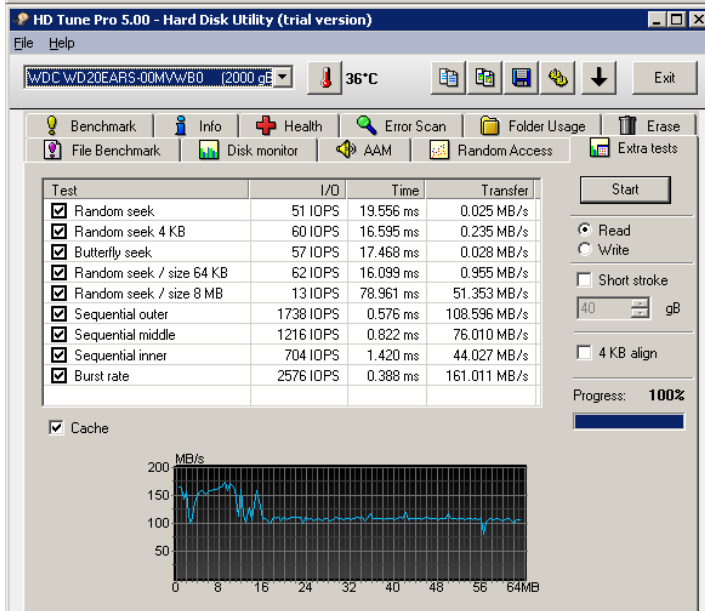 HD Tune Pro 5.00 - Hard Disk Utility (trial version)
File Help
WDC WD20EARS-00MVWB0 (2000 gB 36°C Exit
Benchmark Info Health Error Scan Folder Usage Erase
File Benchmark Disk monitor AAM Random Access Extra tests
Test I/O Time Transfer
Random seek 51 IOPS 19.556 ms 0.025 MB/s
Random seek 4 KB 60 IOPS 16.595 ms 0.235 MB/s
Butterfly seek 57 IOPS 17.468 ms 0.028 MB/s
Random seek / size 64 KB 62 IOPS 16.099 ms 0.955 MB/s
Random seek / size 8 MB 13 IOPS 78.961 ms 51.353 MB/s
Sequential outer 1738 IOPS 0.576 ms 108.596 MB/s
Sequential middle 1216 IOPS 0.822 ms 76.010 MB/s
Sequential inner 704 IOPS 1.420 ms 44.027 MB/s
Burst rate 2576 IOPS 0.388 ms 161.011 MB/s
Start
Read
Write
Short stroke
40 gB
4 KB align
Progress: 100%
Cache
MB/s
200
150
100
50
0 8 16 24 32 40 48 56 64MB